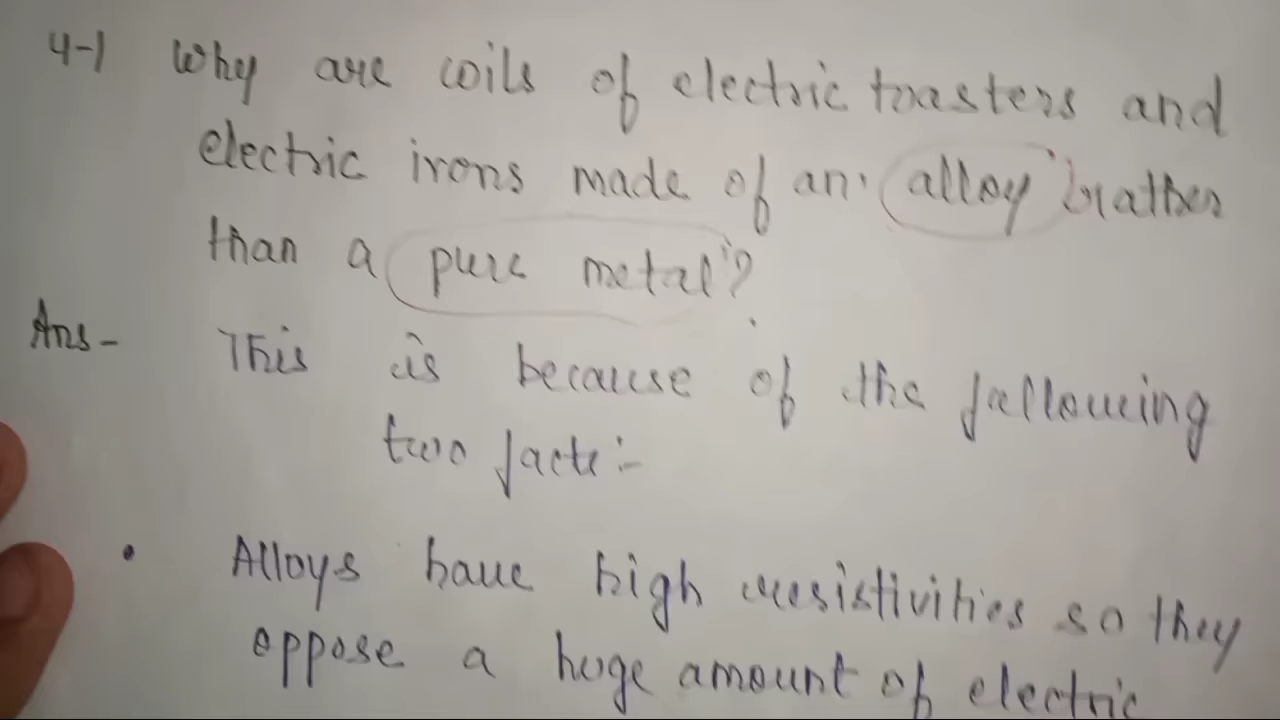 4-1 Why are coils of electric toasters and
electric irons made of an alloy rather
than a pure metal?
Ans- This is because of the fallowing
two facts:-
• Alloys have high resistivities so they
oppose a huge amount of electric